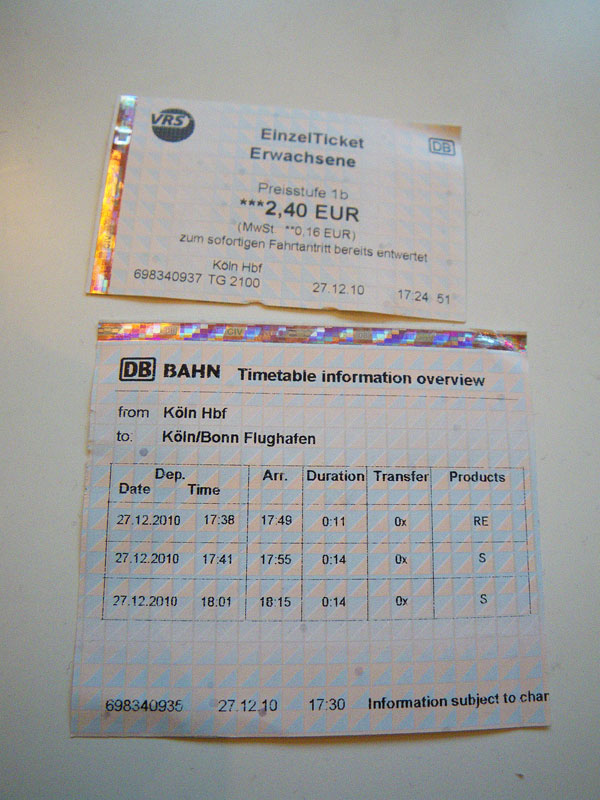 VRS
DB
EinzelTicket
Erwachsene
Preisstufe 1b
***2,40 EUR
(MwSt **0,16 EUR)
zum sofortigen Fahrtantritt bereits entwertet
Köln Hbf
698340937 TG 2100 27.12.10 17:24 51
CIV
DB BAHN Timetable information overview
from Köln Hbf
to: Köln/Bonn Flughafen
Dep. Arr. Duration Transfer Products
Date Time
27.12.2010 17:38 17:49 0:11 0x RE
27.12.2010 17:41 17:55 0:14 0x S
27.12.2010 18:01 18:15 0:14 0x S
698340935 27.12.10 17:30 Information subject to char